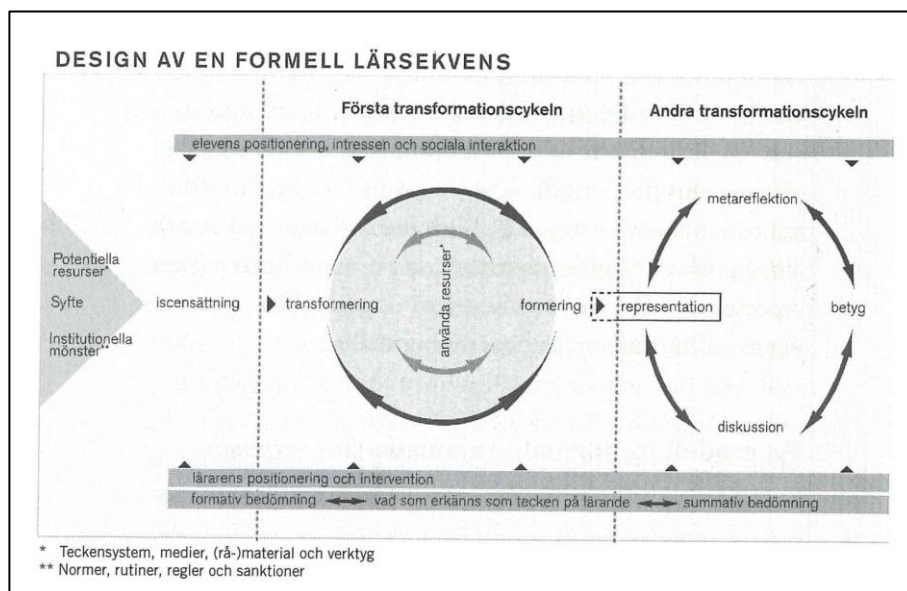 DESIGN AV EN FORMELL LÄRSEKVENS
Första transformationscykeln
Andra transformationscykeln
elevens positionering, intressen och sociala interaktion
Potentiella
resurser*
Syfte
Institutionella
mönster**
iscensättning
transformering
använda resurser*
formering
representation
metareflektion
betyg
diskussion
lärarens positionering och intervention
formativ bedömning
vad som erkänns som tecken på lärande
summativ bedömning
* Teckensystem, medier, (rå-)material och verktyg
** Normer, rutiner, regler och sanktioner